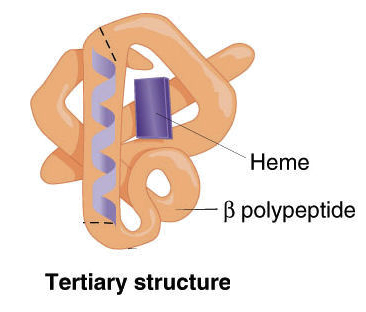 Heme
β polypeptide
Tertiary structure